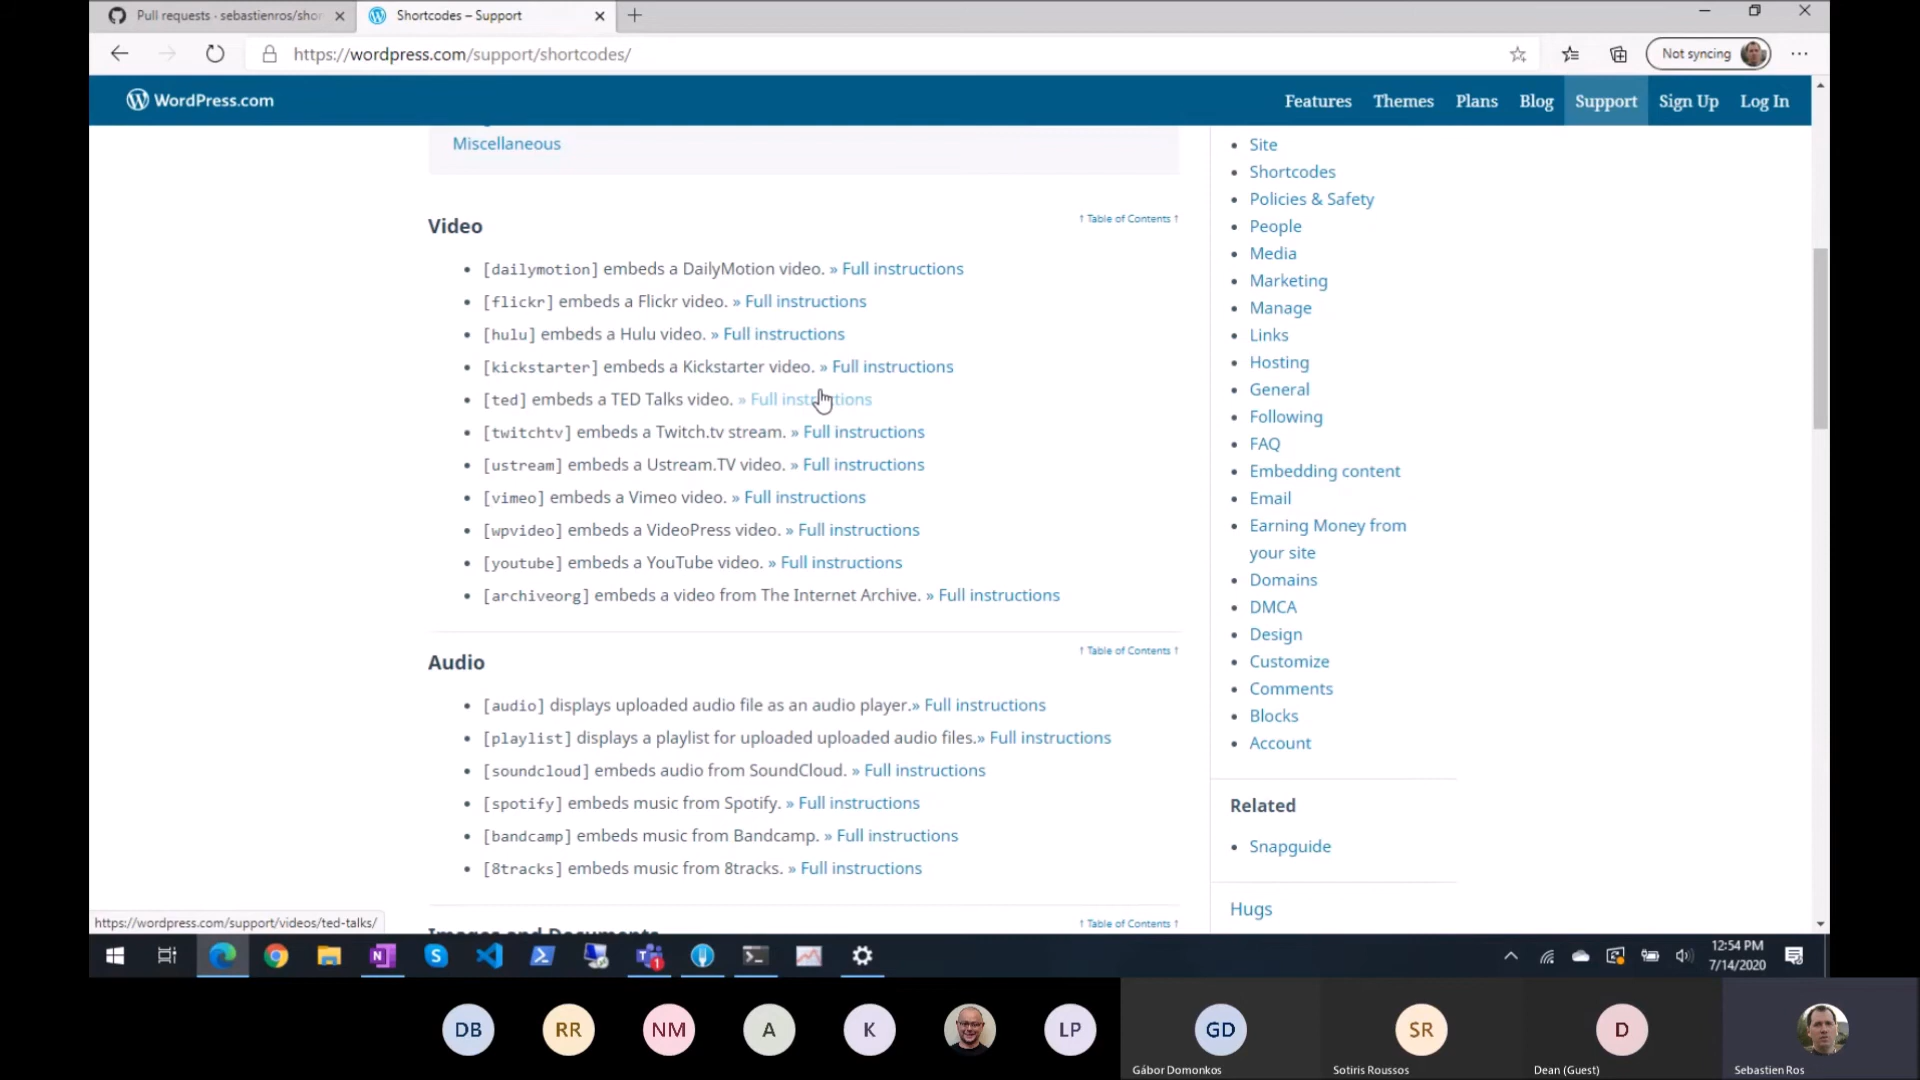 Pull requests · sebastienros/shor
Shortcodes – Support
https://wordpress.com/support/shortcodes/
Not syncing
WordPress.com
Features
Themes
Plans
Blog
Support
Sign Up
Log In
Miscellaneous
Video
↑ Table of Contents ↑
[dailymotion] embeds a DailyMotion video. » Full instructions
[flickr] embeds a Flickr video. » Full instructions
[hulu] embeds a Hulu video. » Full instructions
[kickstarter] embeds a Kickstarter video. » Full instructions
[ted] embeds a TED Talks video. » Full instructions
[twitchtv] embeds a Twitch.tv stream. » Full instructions
[ustream] embeds a Ustream.TV video. » Full instructions
[vimeo] embeds a Vimeo video. » Full instructions
[wpvideo] embeds a VideoPress video. » Full instructions
[youtube] embeds a YouTube video. » Full instructions
[archiveorg] embeds a video from The Internet Archive. » Full instructions
Audio
↑ Table of Contents ↑
[audio] displays uploaded audio file as an audio player.» Full instructions
[playlist] displays a playlist for uploaded uploaded audio files.» Full instructions
[soundcloud] embeds audio from SoundCloud. » Full instructions
[spotify] embeds music from Spotify. » Full instructions
[bandcamp] embeds music from Bandcamp. » Full instructions
[8tracks] embeds music from 8tracks. » Full instructions
Images and Documents
↑ Table of Contents ↑
Site
Shortcodes
Policies & Safety
People
Media
Marketing
Manage
Links
Hosting
General
Following
FAQ
Embedding content
Email
Earning Money from
your site
Domains
DMCA
Design
Customize
Comments
Blocks
Account
Related
Snapguide
Hugs
https://wordpress.com/support/videos/ted-talks/
12:54 PM
7/14/2020
DB
RR
NM
A
K
LP
GD
SR
D
Gábor Domonkos
Sotiris Roussos
Dean (Guest)
Sebastien Ros